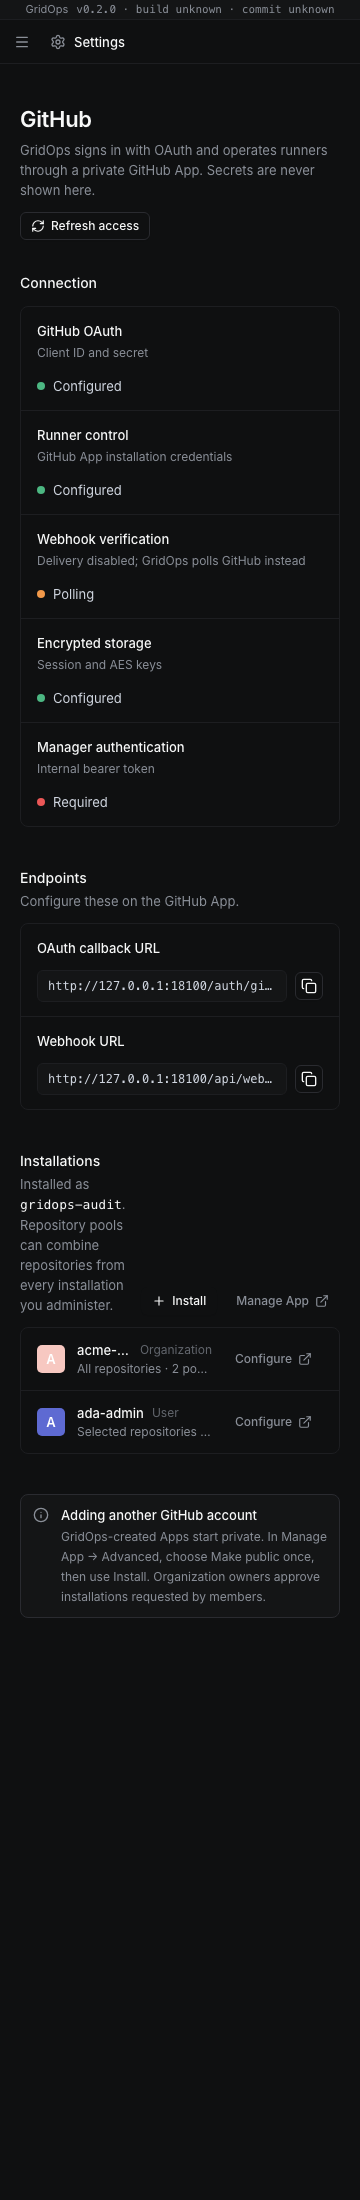 GridOps v0.2.0 · build unknown · commit unknown
Settings
GitHub
GridOps signs in with OAuth and operates runners
through a private GitHub App. Secrets are never
shown here.
Refresh access
Connection
GitHub OAuth
Client ID and secret
Configured
Runner control
GitHub App installation credentials
Configured
Webhook verification
Delivery disabled; GridOps polls GitHub instead
Polling
Encrypted storage
Session and AES keys
Configured
Manager authentication
Internal bearer token
Required
Endpoints
Configure these on the GitHub App.
OAuth callback URL
http://127.0.0.1:18100/auth/gi…
Webhook URL
http://127.0.0.1:18100/api/web…
Installations
Installed as
gridops-audit.
Repository pools
can combine
repositories from
every installation
you administer.
Install
Manage App
A
acme-… Organization
All repositories · 2 po…
Configure
A
ada-admin User
Selected repositories …
Configure
Adding another GitHub account
GridOps-created Apps start private. In Manage
App → Advanced, choose Make public once,
then use Install. Organization owners approve
installations requested by members.